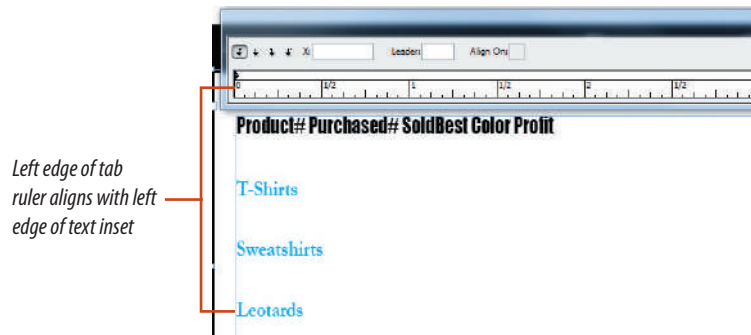 X:
Leader:
Align On:
0 1/2 1 1/2 2 1/2
Product# Purchased# SoldBest Color Profit
Left edge of tab
ruler aligns with left
edge of text inset
T-Shirts
Sweatshirts
Leotards